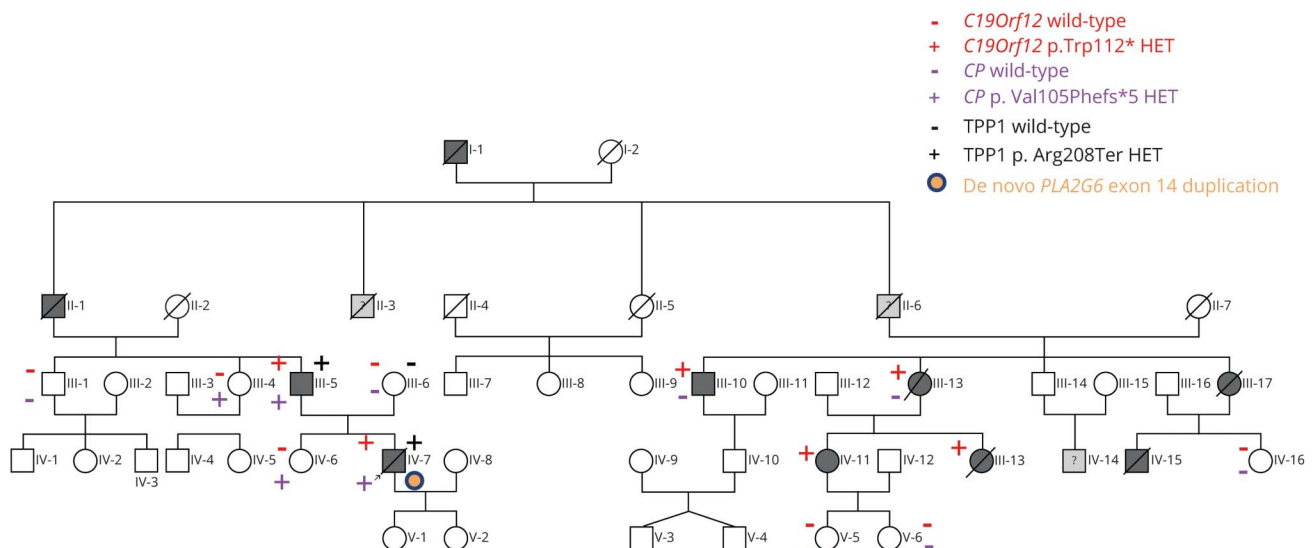 - C19Orf12 wild-type
+ C19Orf12 p.Trp112* HET
- CP wild-type
+ CP p. Val105Phefs*5 HET
- TPP1 wild-type
+ TPP1 p. Arg208Ter HET
De novo PLA2G6 exon 14 duplication
I-1 I-2
II-1 II-2 ? II-3 II-4 II-5 ? II-6 II-7
- + + - - +
- III-1 III-2 III-3 III-4 III-5 III-6 III-7 III-8 III-9 + III-10 III-11 III-12 III-13 III-14 III-15 III-16 III-17
- + + - - -
- + + + + -
IV-1 IV-2 IV-4 IV-5 IV-6 IV-7 IV-8 IV-9 IV-10 IV-11 IV-12 III-13 ? IV-14 IV-15 IV-16
IV-3 + + -
- -
V-1 V-2 V-3 V-4 V-5 V-6
-